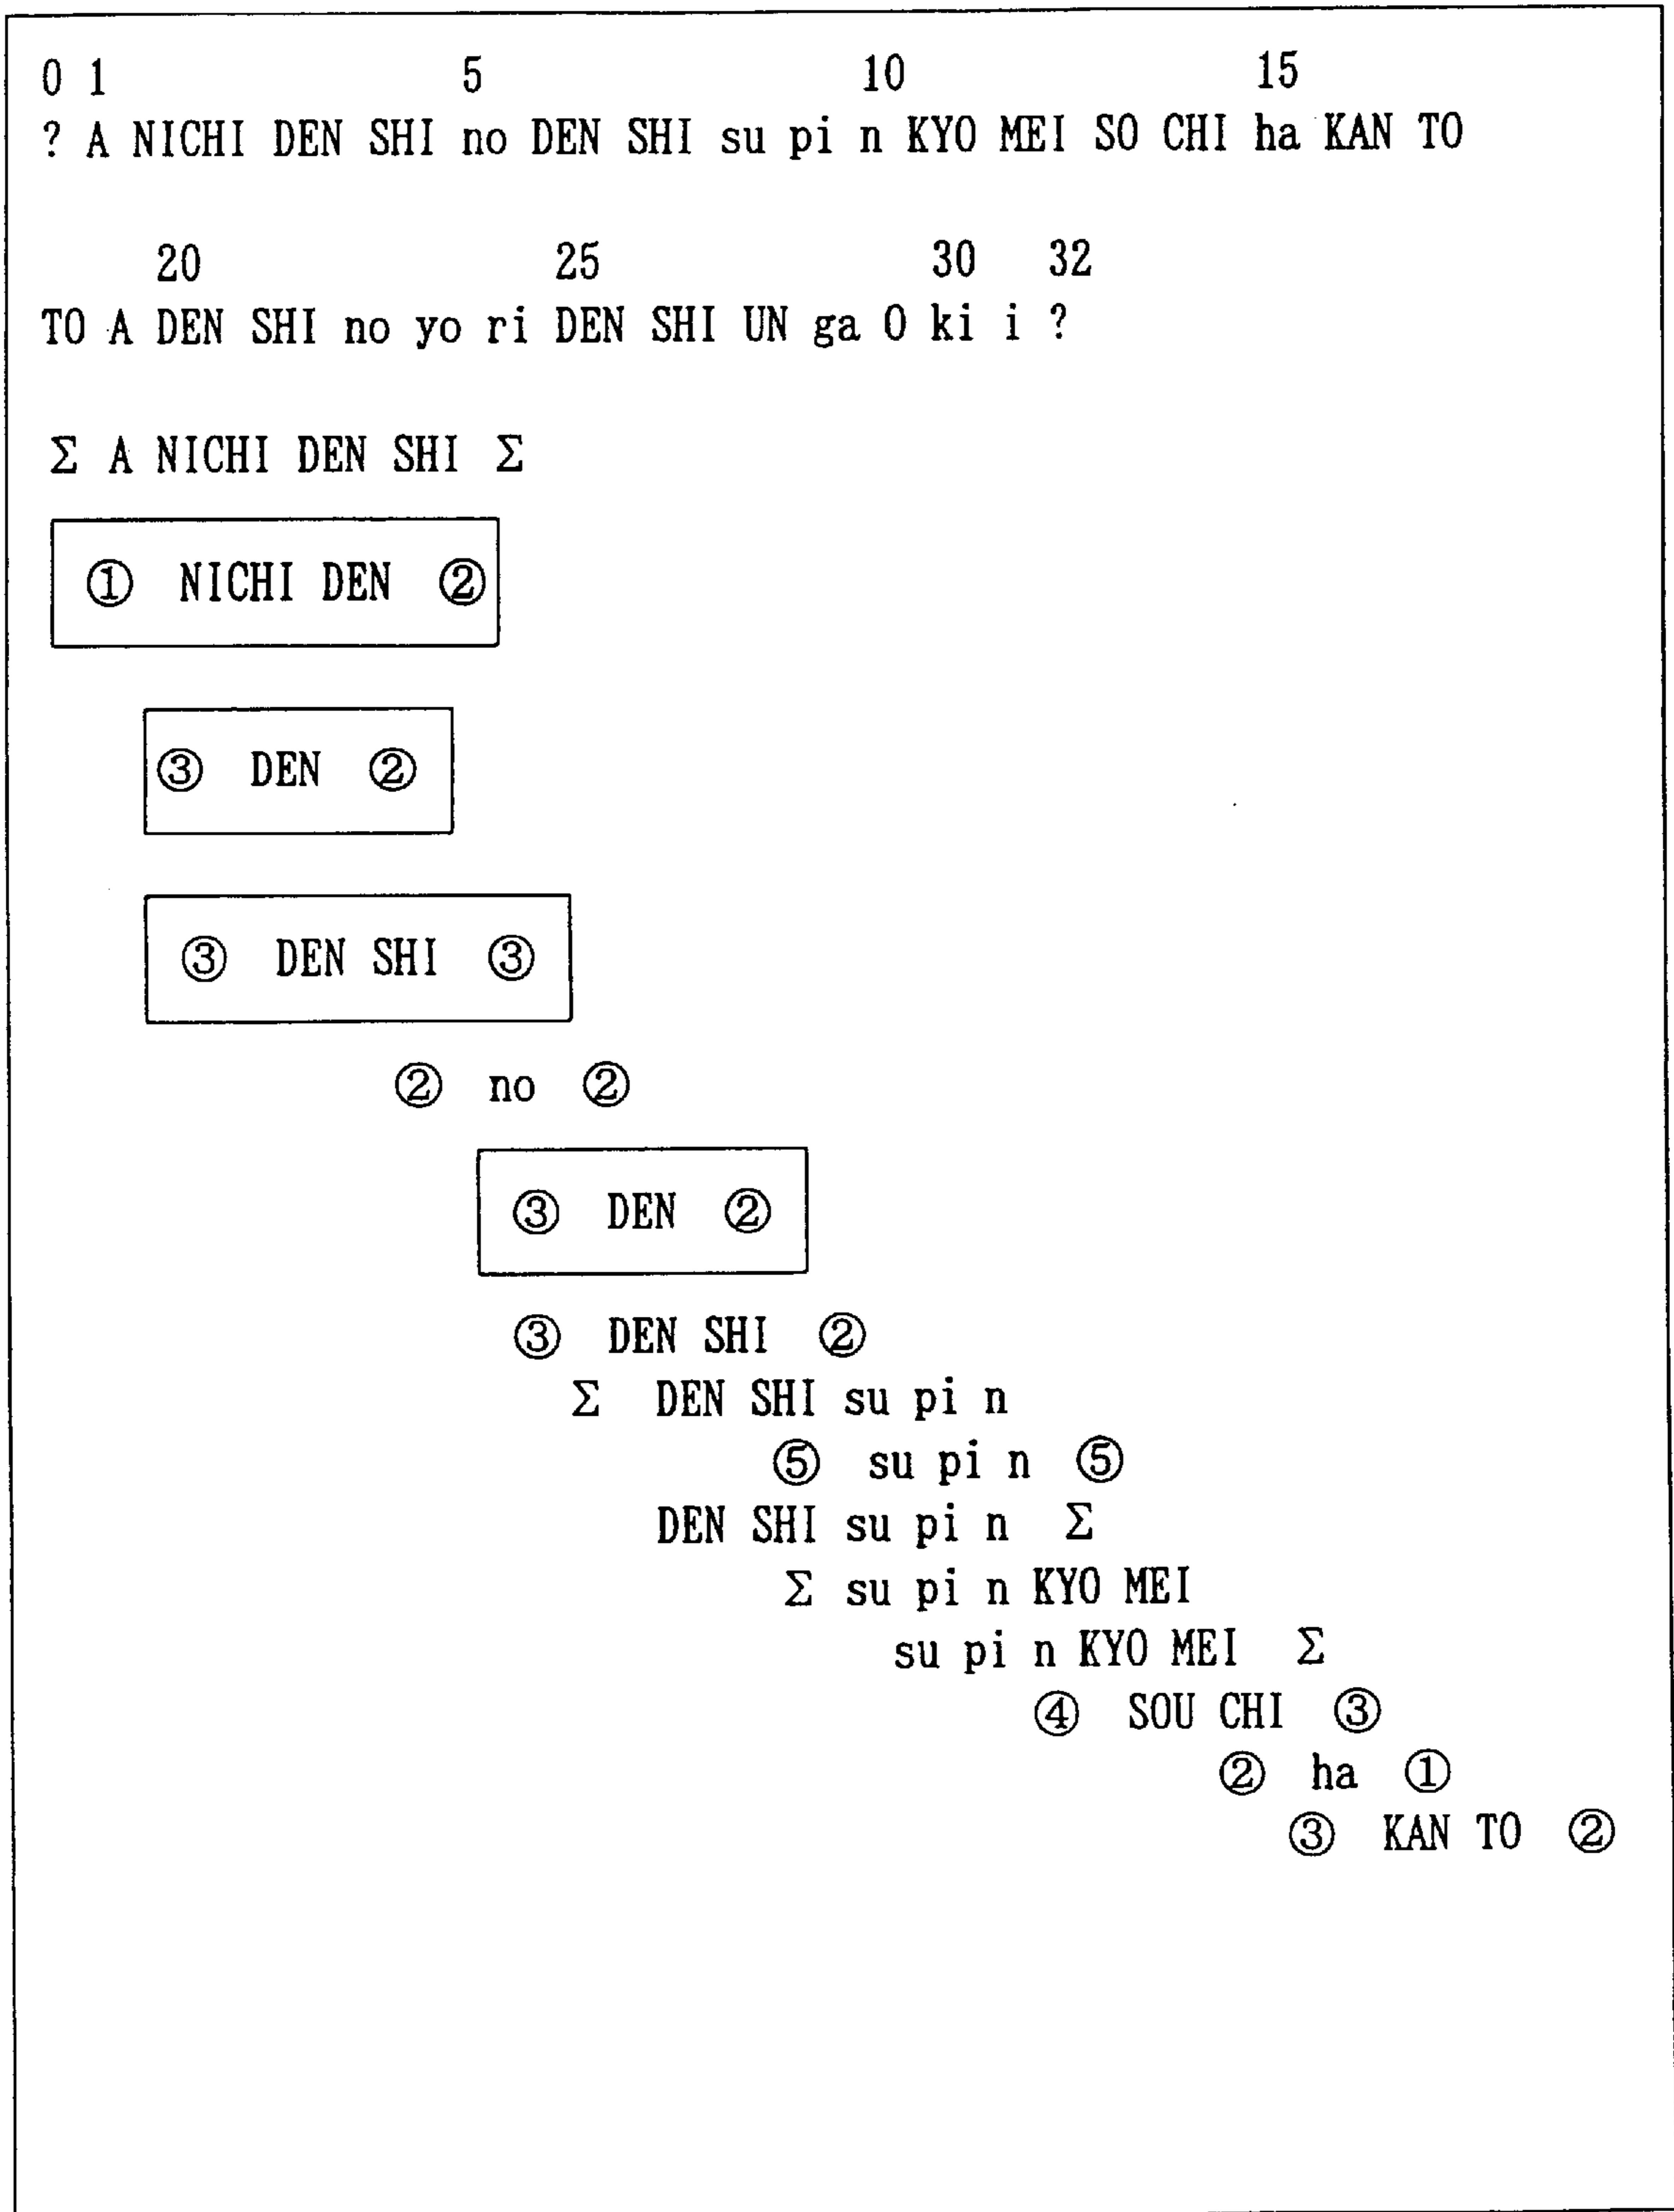 0 1 5 10 15
? A NICHI DEN SHI no DEN SHI su pi n KYO MEI SO CHI ha KAN TO
20 25 30 32
TO A DEN SHI no yo ri DEN SHI UN ga O ki i ?
Σ A NICHI DEN SHI Σ
① NICHI DEN ②
③ DEN ②
③ DEN SHI ③
② no ②
③ DEN ②
③ DEN SHI ②
Σ DEN SHI su pi n
⑤ su pi n ⑤
DEN SHI su pi n Σ
Σ su pi n KYO MEI
su pi n KYO MEI Σ
④ SOU CHI ③
② ha ①
③ KAN TO ②